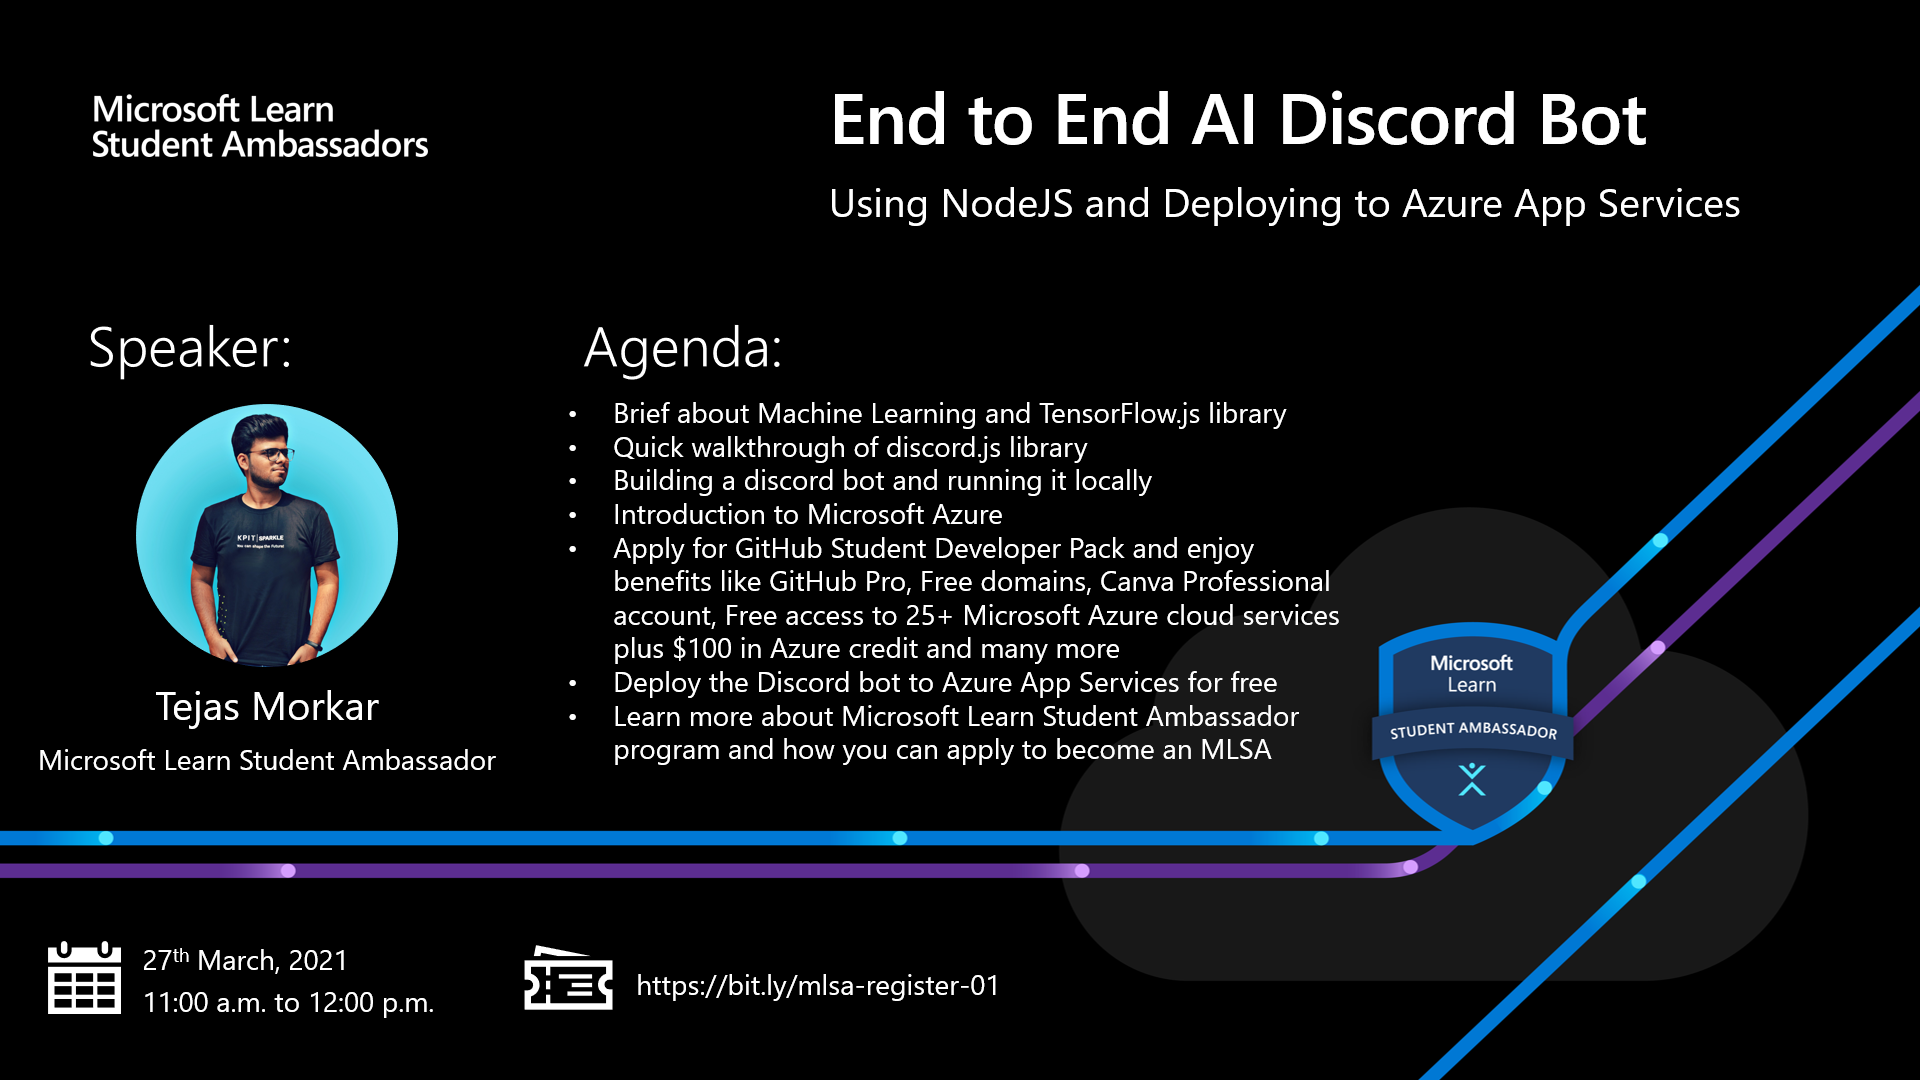 Microsoft Learn
Student Ambassadors
End to End AI Discord Bot
Using NodeJS and Deploying to Azure App Services
Speaker:
KPIT | SPARKLE
You can shape the Future!
Tejas Morkar
Microsoft Learn Student Ambassador
Agenda:
• Brief about Machine Learning and TensorFlow.js library
• Quick walkthrough of discord.js library
• Building a discord bot and running it locally
• Introduction to Microsoft Azure
• Apply for GitHub Student Developer Pack and enjoy
benefits like GitHub Pro, Free domains, Canva Professional
account, Free access to 25+ Microsoft Azure cloud services
plus $100 in Azure credit and many more
• Deploy the Discord bot to Azure App Services for free
• Learn more about Microsoft Learn Student Ambassador
program and how you can apply to become an MLSA
Microsoft
Learn
STUDENT AMBASSADOR
27th March, 2021
11:00 a.m. to 12:00 p.m.
https://bit.ly/mlsa-register-01